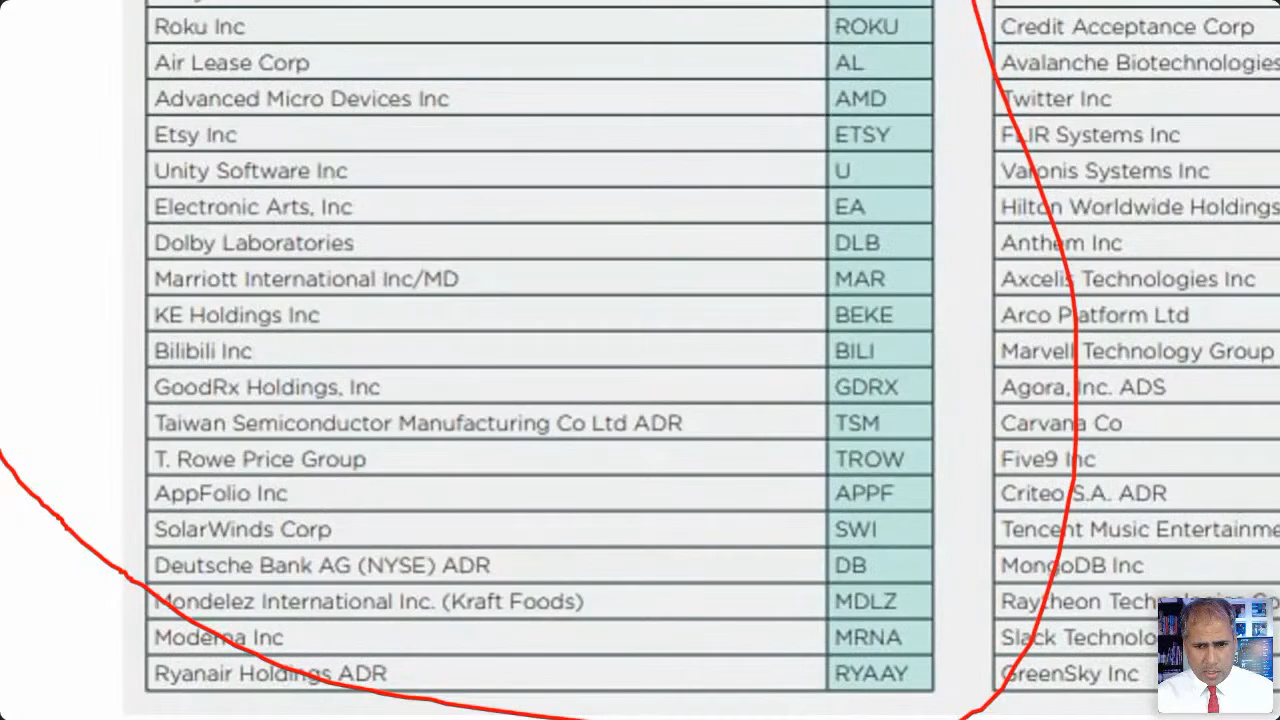 Roku Inc ROKU Credit Acceptance Corp
Air Lease Corp AL Avalanche Biotechnologies
Advanced Micro Devices Inc AMD Twitter Inc
Etsy Inc ETSY FLIR Systems Inc
Unity Software Inc U Varonis Systems Inc
Electronic Arts, Inc EA Hilton Worldwide Holdings
Dolby Laboratories DLB Anthem Inc
Marriott International Inc/MD MAR Axcelis Technologies Inc
KE Holdings Inc BEKE Arco Platform Ltd
Bilibili Inc BILI Marvell Technology Group
GoodRx Holdings, Inc GDRX Agora, Inc. ADS
Taiwan Semiconductor Manufacturing Co Ltd ADR TSM Carvana Co
T. Rowe Price Group TROW Five9 Inc
AppFolio Inc APPF Criteo S.A. ADR
SolarWinds Corp SWI Tencent Music Entertainme
Deutsche Bank AG (NYSE) ADR DB MongoDB Inc
Mondelez International Inc. (Kraft Foods) MDLZ Raytheon
Moderna Inc MRNA Slack Technolo
Ryanair Holdings ADR RYAAY GreenSky Inc